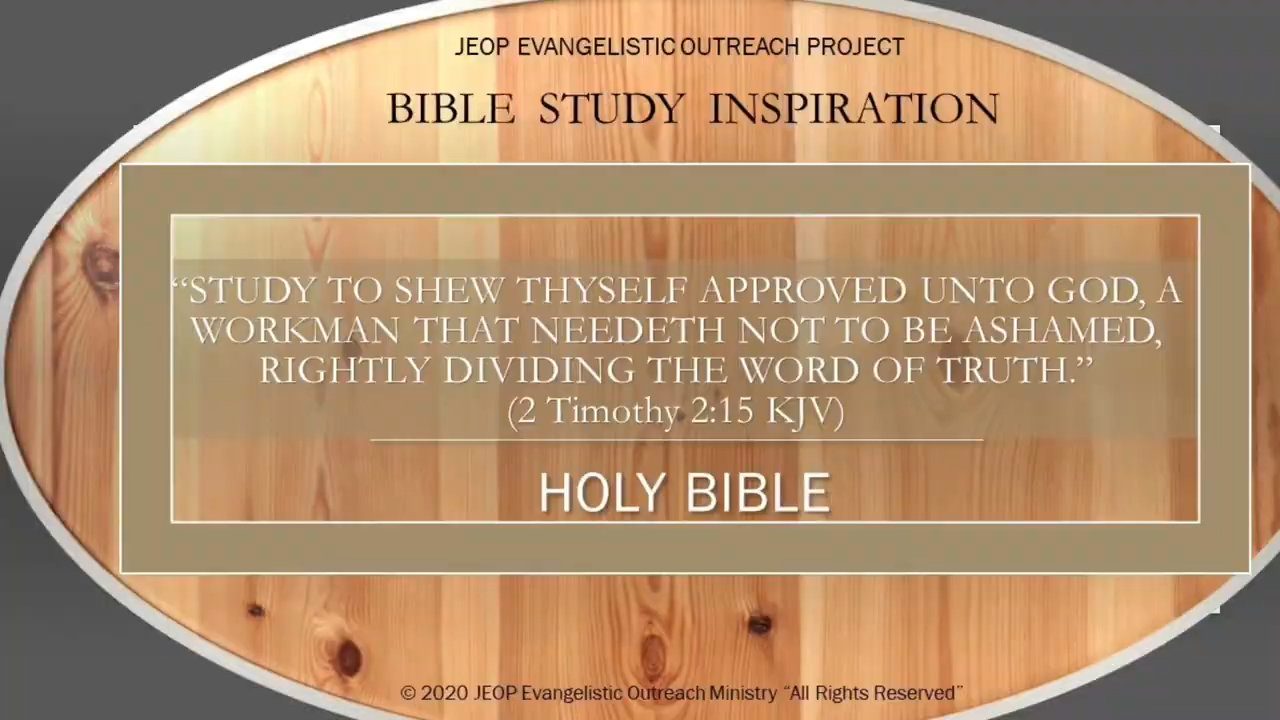 JEOP EVANGELISTIC OUTREACH PROJECT
BIBLE STUDY INSPIRATION
“STUDY TO SHEW THYSELF APPROVED UNTO GOD, A
WORKMAN THAT NEEDETH NOT TO BE ASHAMED,
RIGHTLY DIVIDING THE WORD OF TRUTH.”
(2 Timothy 2:15 KJV)
HOLY BIBLE
© 2020 JEOP Evangelistic Outreach Ministry “All Rights Reserved”